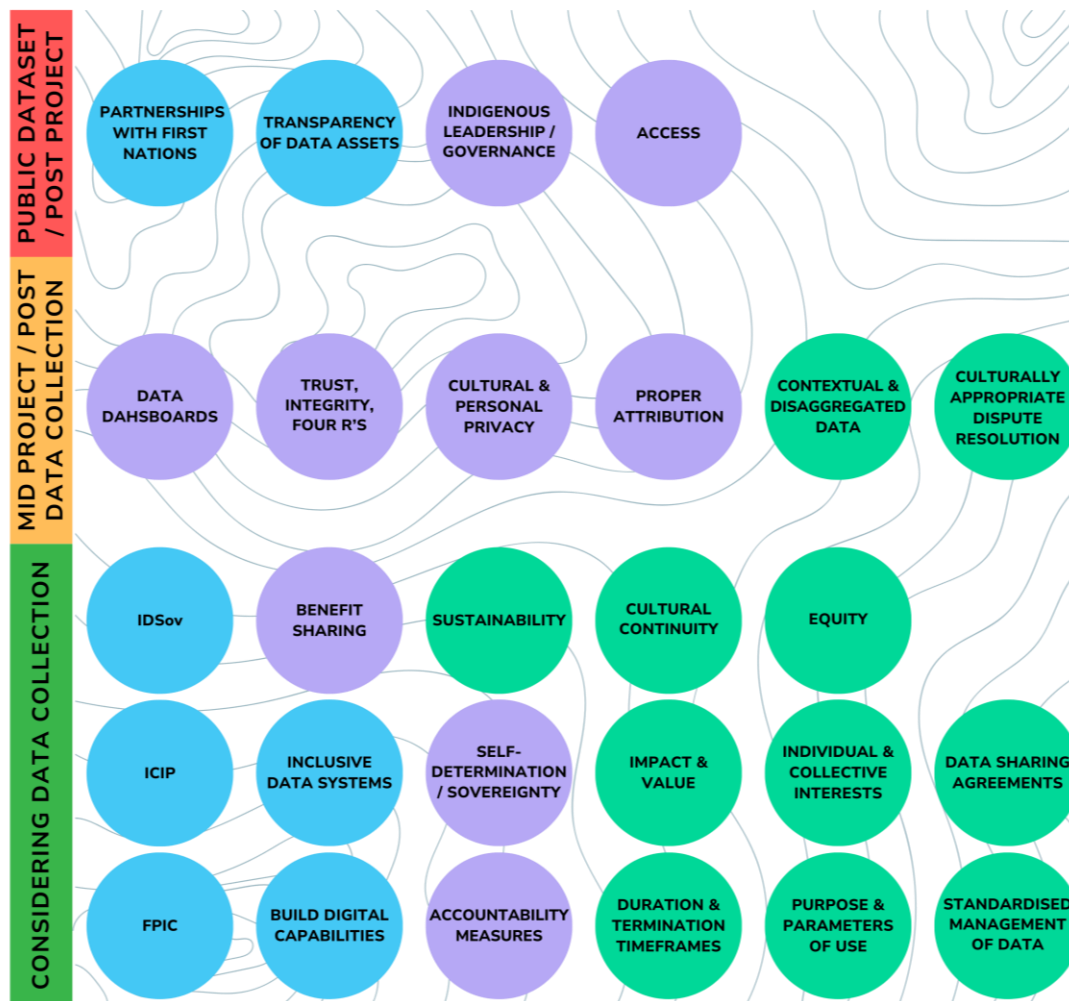 PUBLIC DATASET
/ POST PROJECT
PARTNERSHIPS
WITH FIRST
NATIONS
TRANSPARENCY
OF DATA ASSETS
INDIGENOUS
LEADERSHIP /
GOVERNANCE
ACCESS
MID PROJECT / POST
DATA COLLECTION
DATA
DAHSBOARDS
TRUST,
INTEGRITY,
FOUR R'S
CULTURAL &
PERSONAL
PRIVACY
PROPER
ATTRIBUTION
CONTEXTUAL &
DISAGGREGATED
DATA
CULTURALLY
APPROPRIATE
DISPUTE
RESOLUTION
CONSIDERING DATA COLLECTION
IDSov
BENEFIT
SHARING
SUSTAINABILITY
CULTURAL
CONTINUITY
EQUITY
ICIP
INCLUSIVE
DATA SYSTEMS
SELF-
DETERMINATION
/ SOVEREIGNTY
IMPACT &
VALUE
INDIVIDUAL &
COLLECTIVE
INTERESTS
DATA SHARING
AGREEMENTS
FPIC
BUILD DIGITAL
CAPABILITIES
ACCOUNTABILITY
MEASURES
DURATION &
TERMINATION
TIMEFRAMES
PURPOSE &
PARAMETERS
OF USE
STANDARDISED
MANAGEMENT
OF DATA